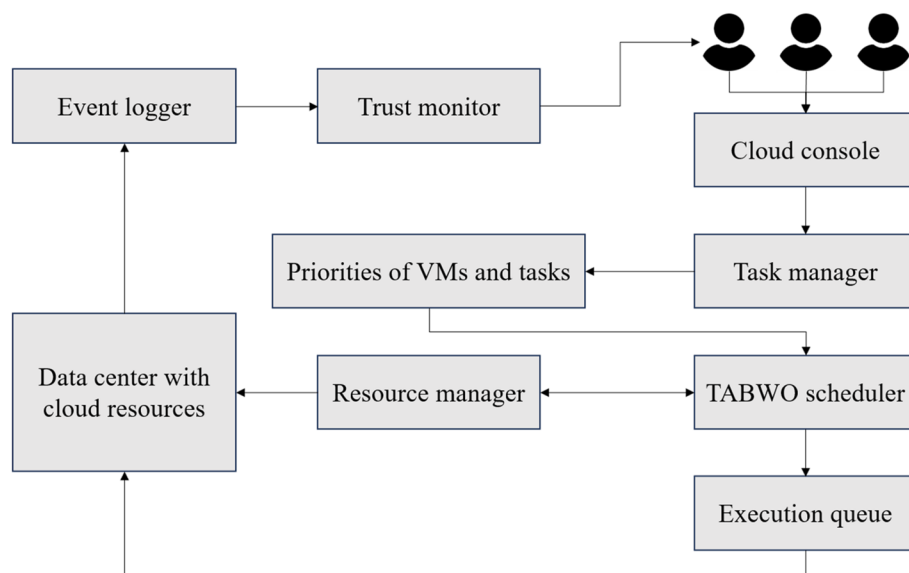 Event logger
Trust monitor
Cloud console
Priorities of VMs and tasks
Task manager
Data center with
cloud resources
Resource manager
TABWO scheduler
Execution queue